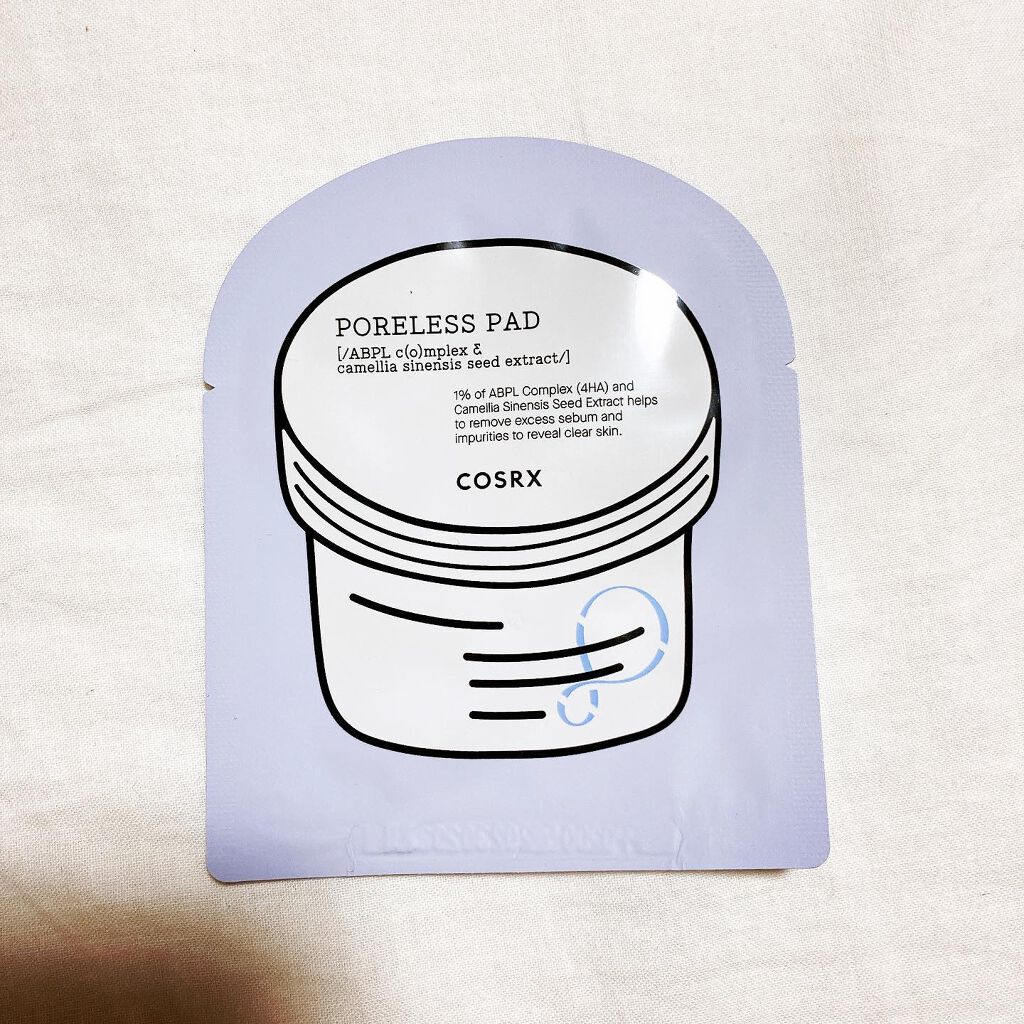 PORELESS PAD
[/ABPL c(o)mplex &
camellia sinensis seed extract/]
1% of ABPL Complex (4HA) and
Camellia Sinensis Seed Extract helps
to remove excess sebum and
impurities to reveal clear skin.
COSRX